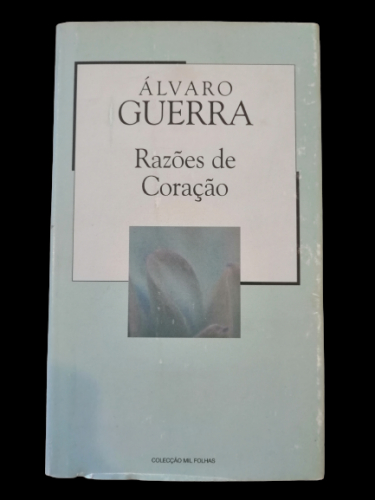 ÁLVARO
GUERRA
Razões de
Coração
COLECÇÃO MIL FOLHAS